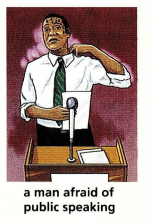 a man afraid of
public speaking